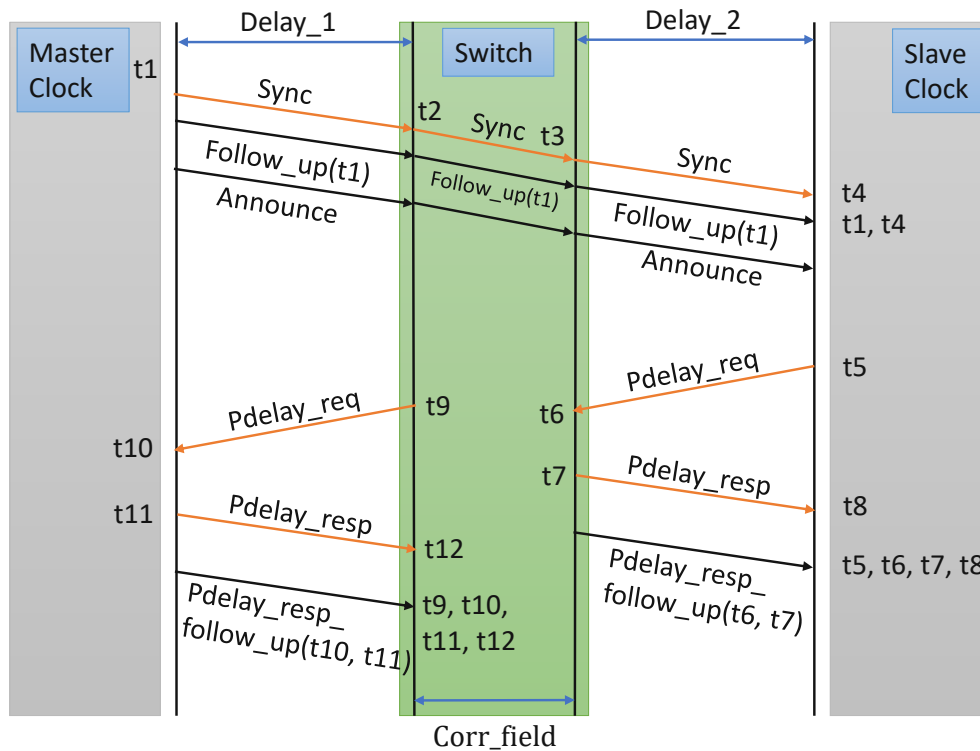 Delay_1
Delay_2
Master
Clock
Switch
Slave
Clock
t1
Sync
t2
Sync
t3
Sync
t4
Follow_up(t1)
Follow_up(t1)
Follow_up(t1)
t1, t4
Announce
Announce
Pdelay_req
t5
Pdelay_req
t9
t6
t10
t7
Pdelay_resp
t8
t11
Pdelay_resp
t12
Pdelay_resp_
follow_up(t6, t7)
t5, t6, t7, t8
Pdelay_resp_
follow_up(t10, t11)
t9, t10,
t11, t12
Corr_field